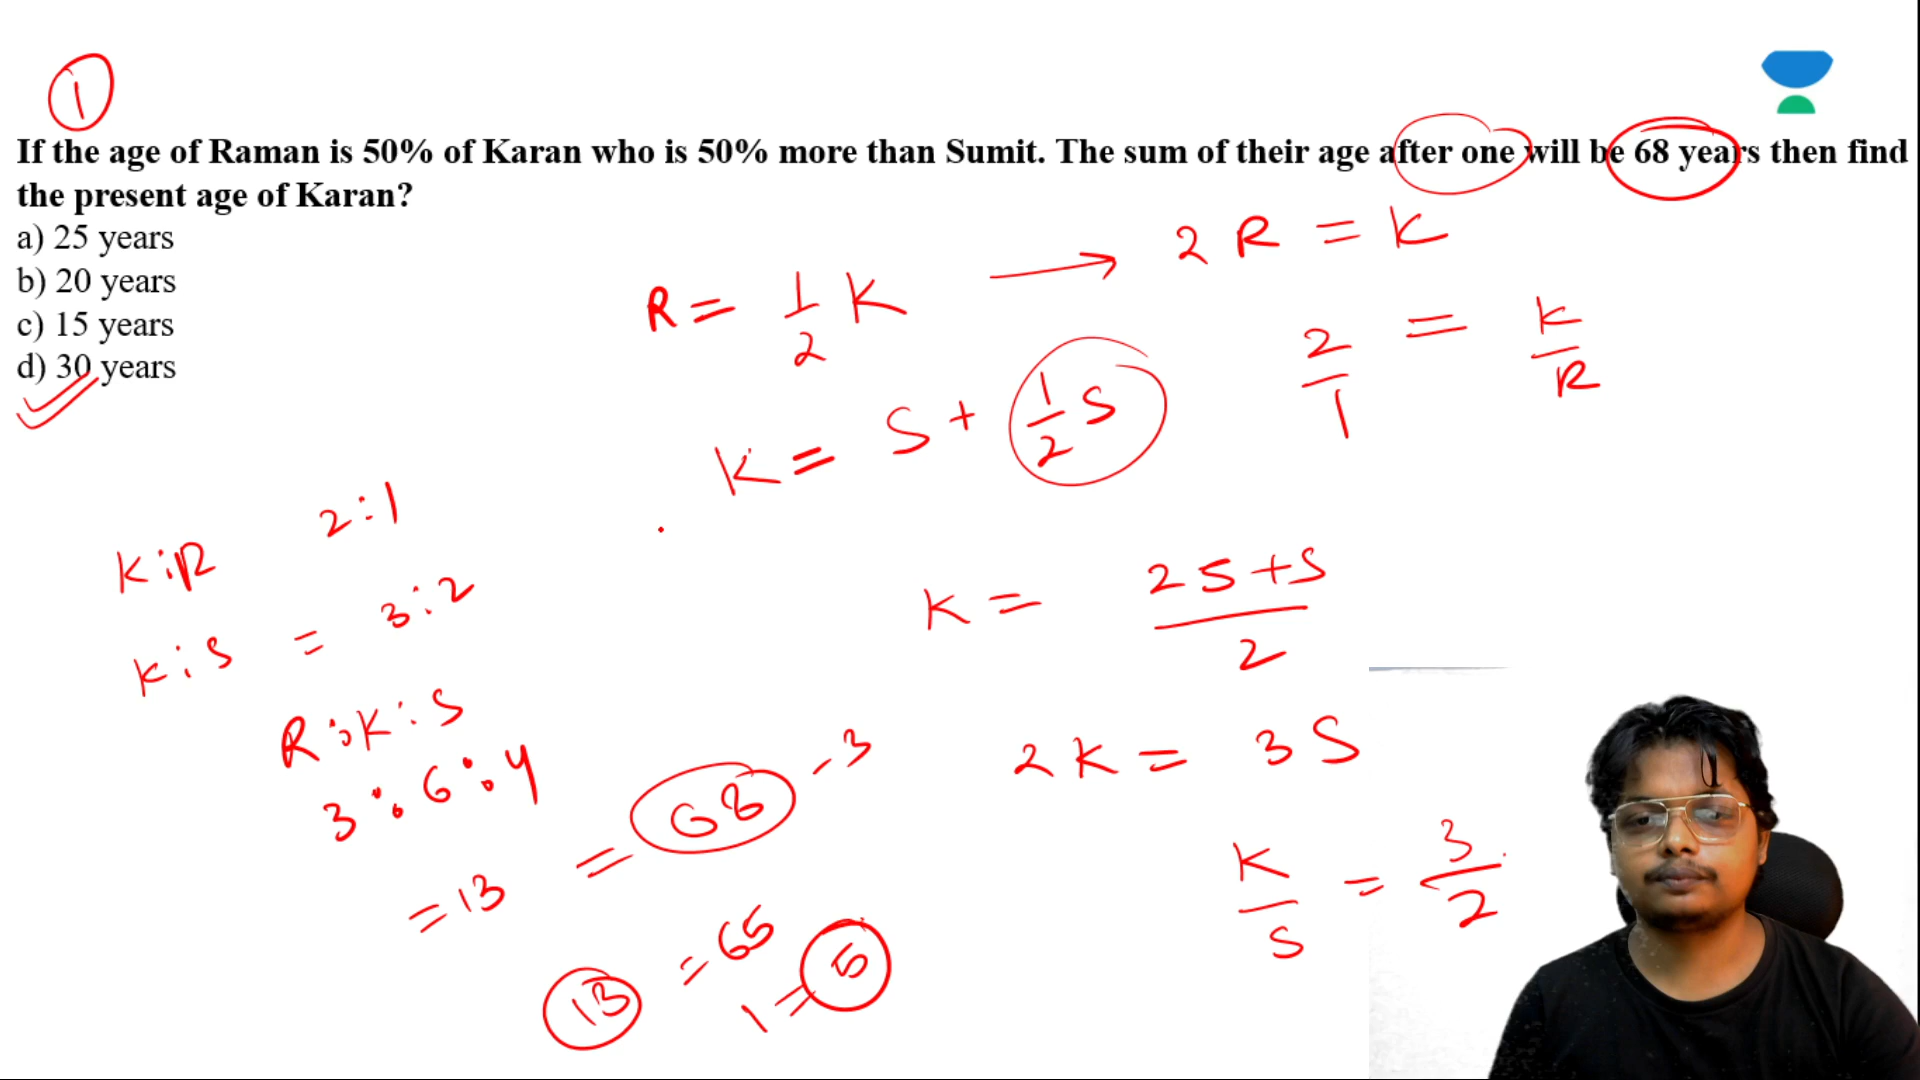 1
If the age of Raman is 50% of Karan who is 50% more than Sumit. The sum of their age after one will be 68 years then find
the present age of Karan?
a) 25 years
b) 20 years
c) 15 years
d) 30 years
R = 1/2 K → 2 R = K
2/1 = K/R
K = S + 1/2 S
K:R 2:1
K = 2S+S/2
K:S = 3:2
R:K:S
2K = 3S
3:6:4
= 13 = 68 - 3
K/S = 3/2
13 = 65
1 = 5